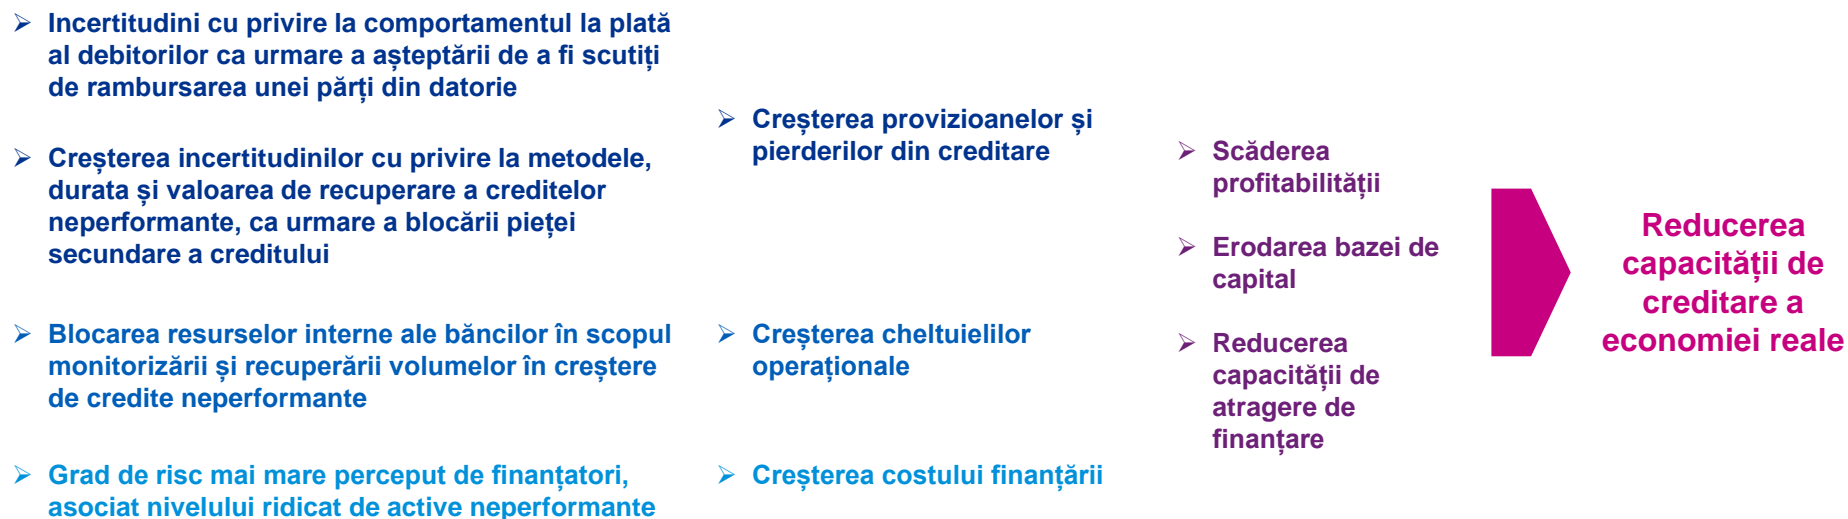 Incertitudini cu privire la comportamentul la plată
al debitorilor ca urmare a așteptării de a fi scutiți
de rambursarea unei părți din datorie
Creșterea incertitudinilor cu privire la metodele,
durata și valoarea de recuperare a creditelor
neperformante, ca urmare a blocării pieței
secundare a creditului
Blocarea resurselor interne ale băncilor în scopul
monitorizării și recuperării volumelor în creștere
de credite neperformante
Grad de risc mai mare perceput de finanțatori,
asociat nivelului ridicat de active neperformante
Creșterea provizioanelor și
pierderilor din creditare
Creșterea cheltuielilor
operaționale
Creșterea costului finanțării
Scăderea
profitabilității
Erodarea bazei de
capital
Reducerea
capacității de
atragere de
finanțare
Reducerea
capacității de
creditare a
economiei reale